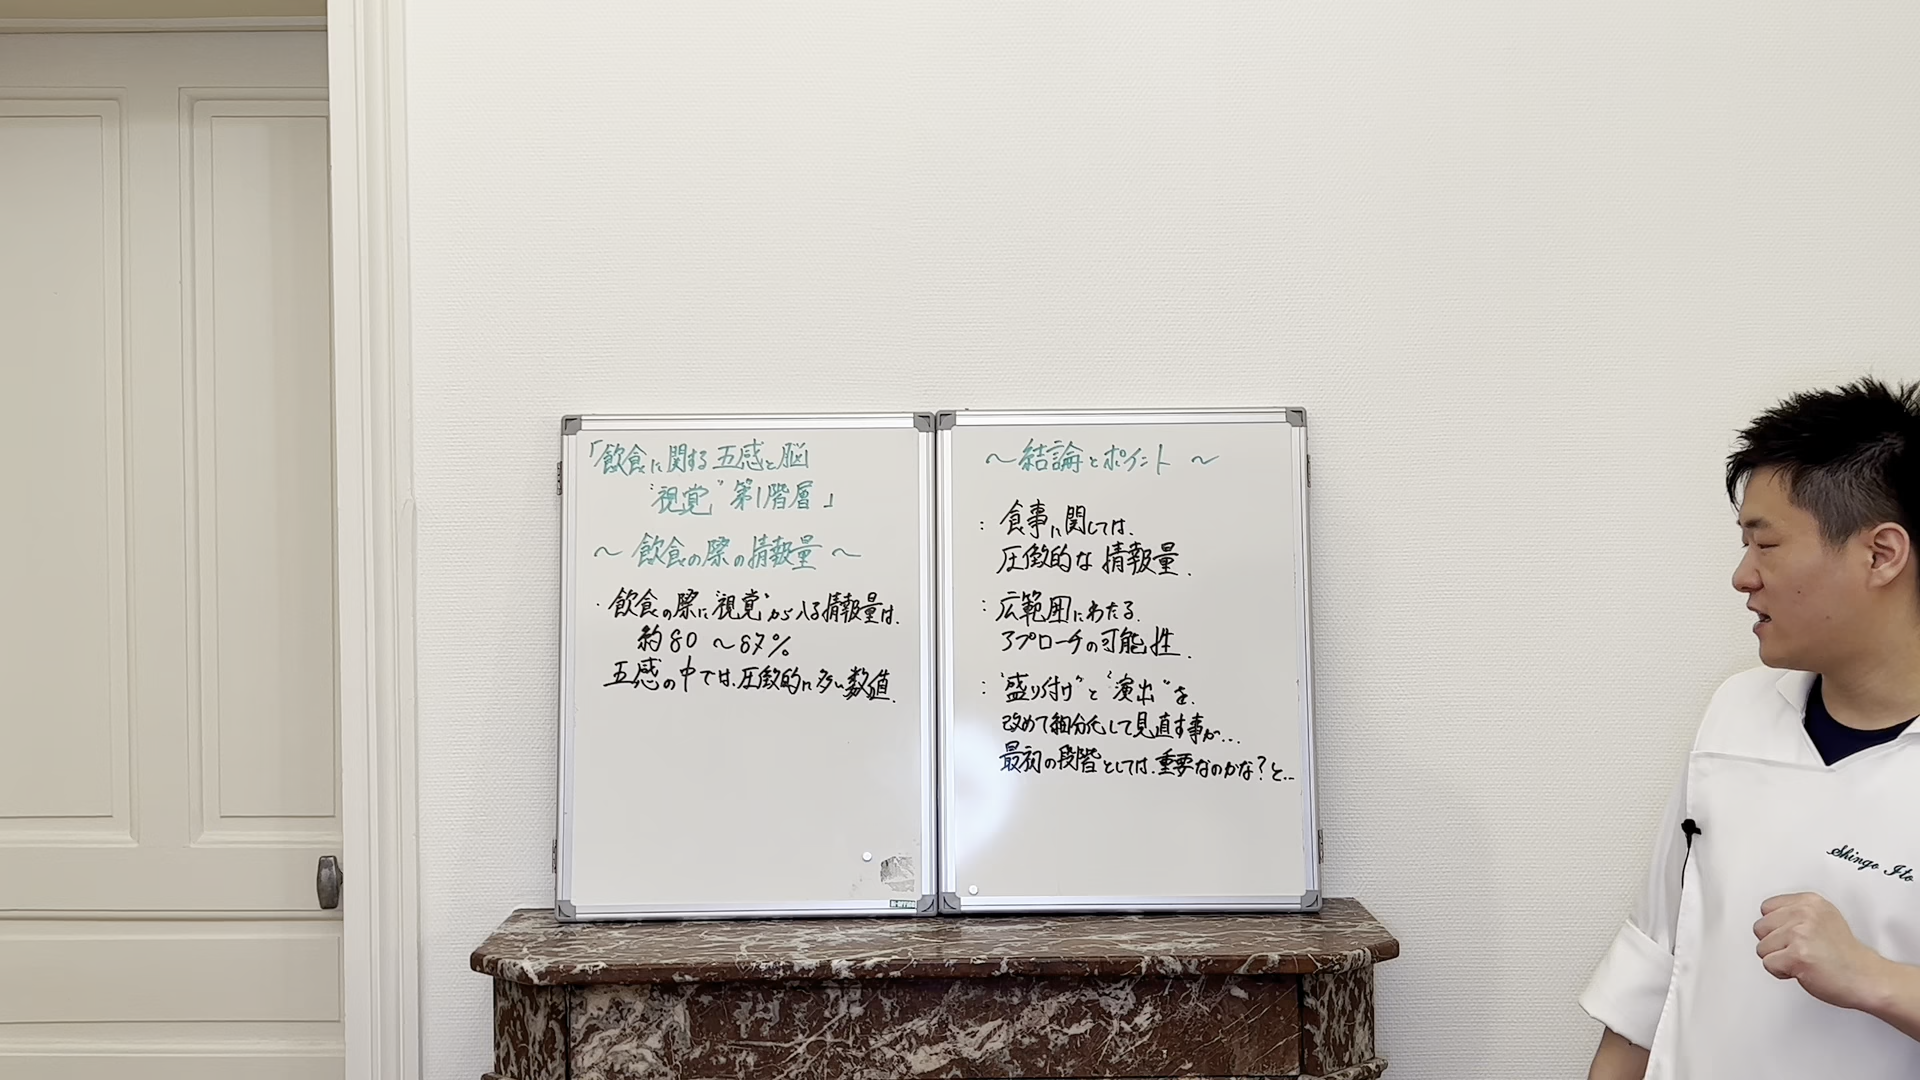 「飲食に関する五感と脳
"視覚" 第1階層」
～ 飲食の際の情報量 ～
・飲食の際に"視覚"から入る情報量は、
約80 ～87%
五感の中では、圧倒的に多い数値.
～結論とポイント ～
: 食事に関しては、
圧倒的な情報量.
: 広範囲にわたる、
アプローチの可能性.
: "盛り付け"と"演出"を、
改めて細分化して見直す事が...
最初の段階としては、重要なのかな?と...
Shingo Ito